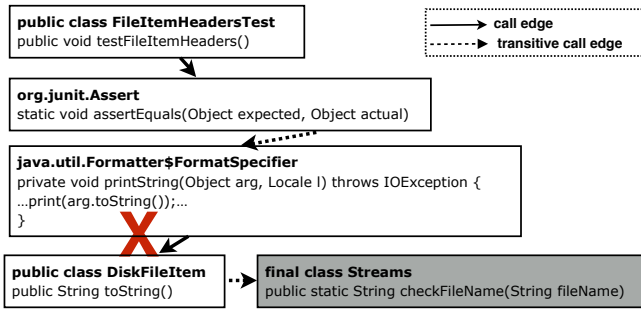 public class FileItemHeadersTest
public void testFileItemHeaders()
call edge
transitive call edge
org.junit.Assert
static void assertEquals(Object expected, Object actual)
java.util.Formatter$FormatSpecifier
private void printString(Object arg, Locale l) throws IOException {
…print(arg.toString());…
}
X
public class DiskFileItem
public String toString()
final class Streams
public static String checkFileName(String fileName)